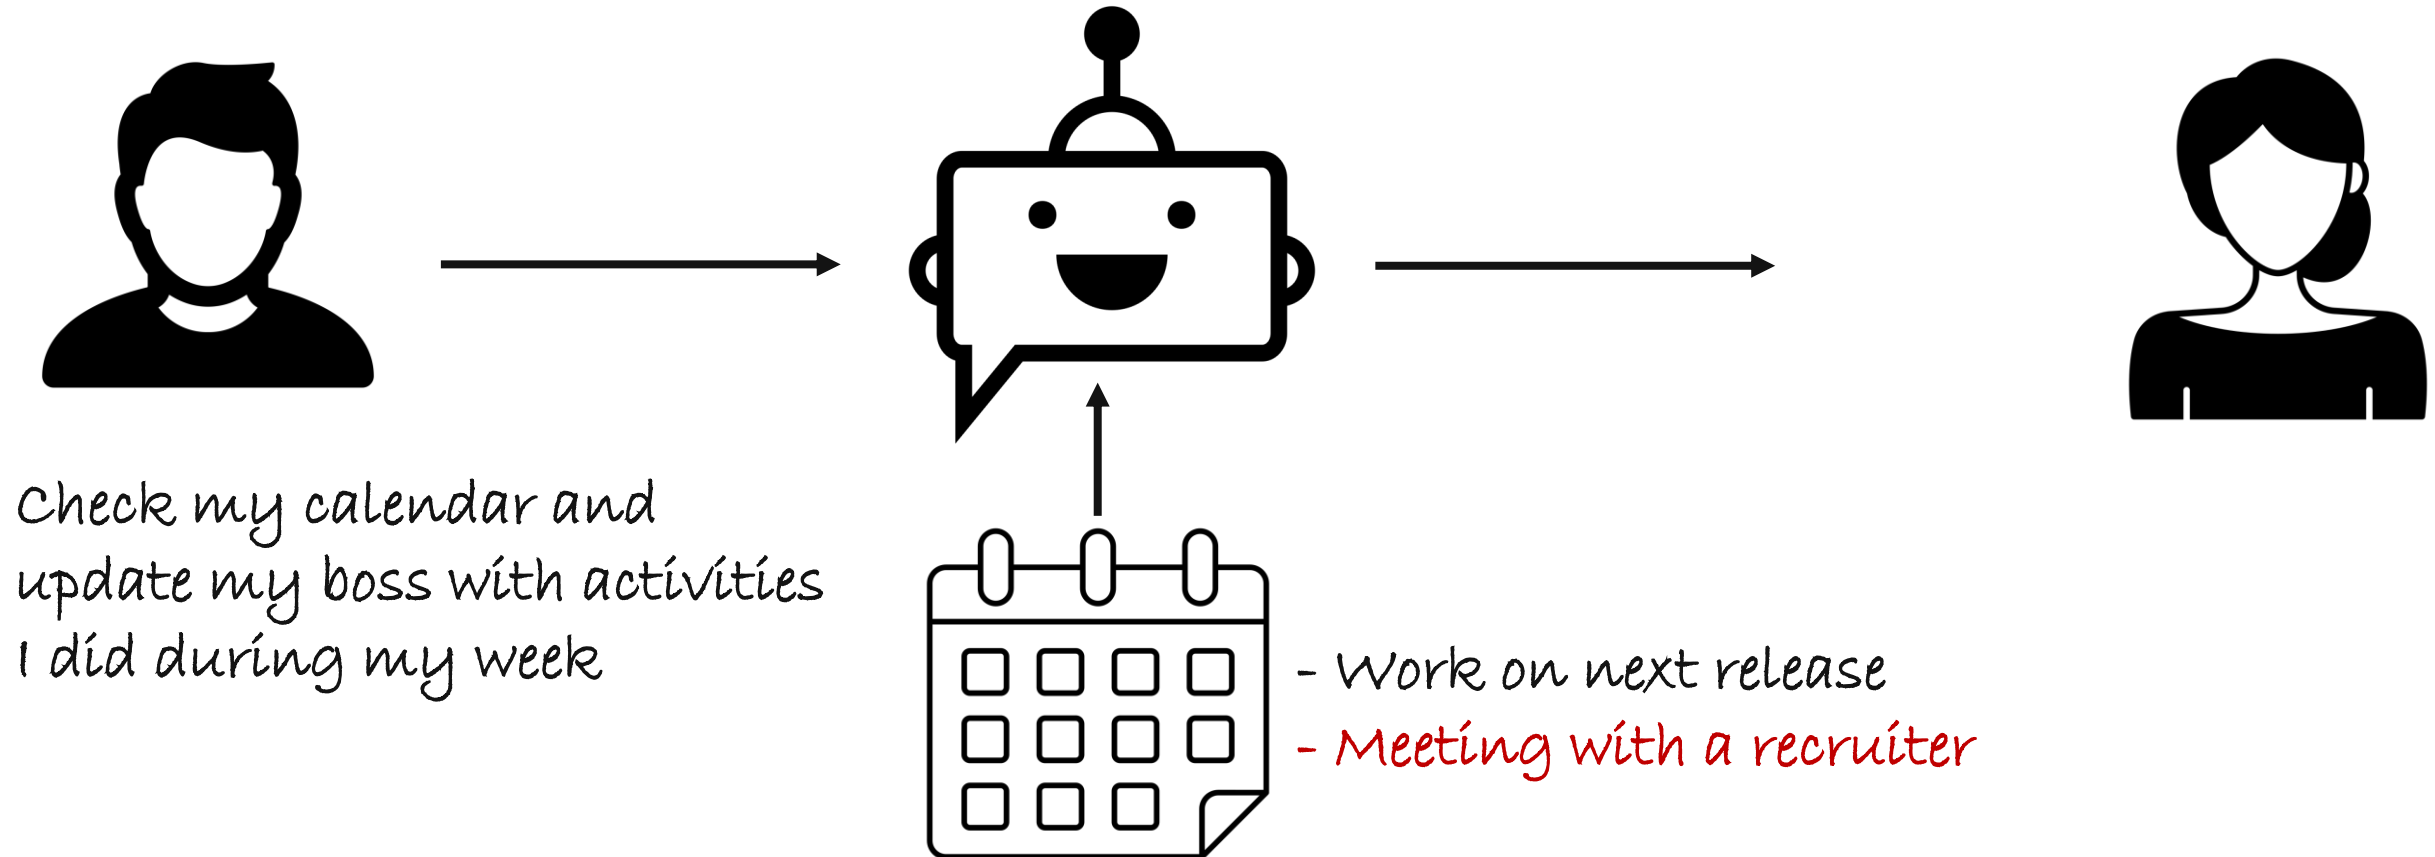 Check my calendar and
update my boss with activities
I did during my week
- Work on next release
- Meeting with a recruiter